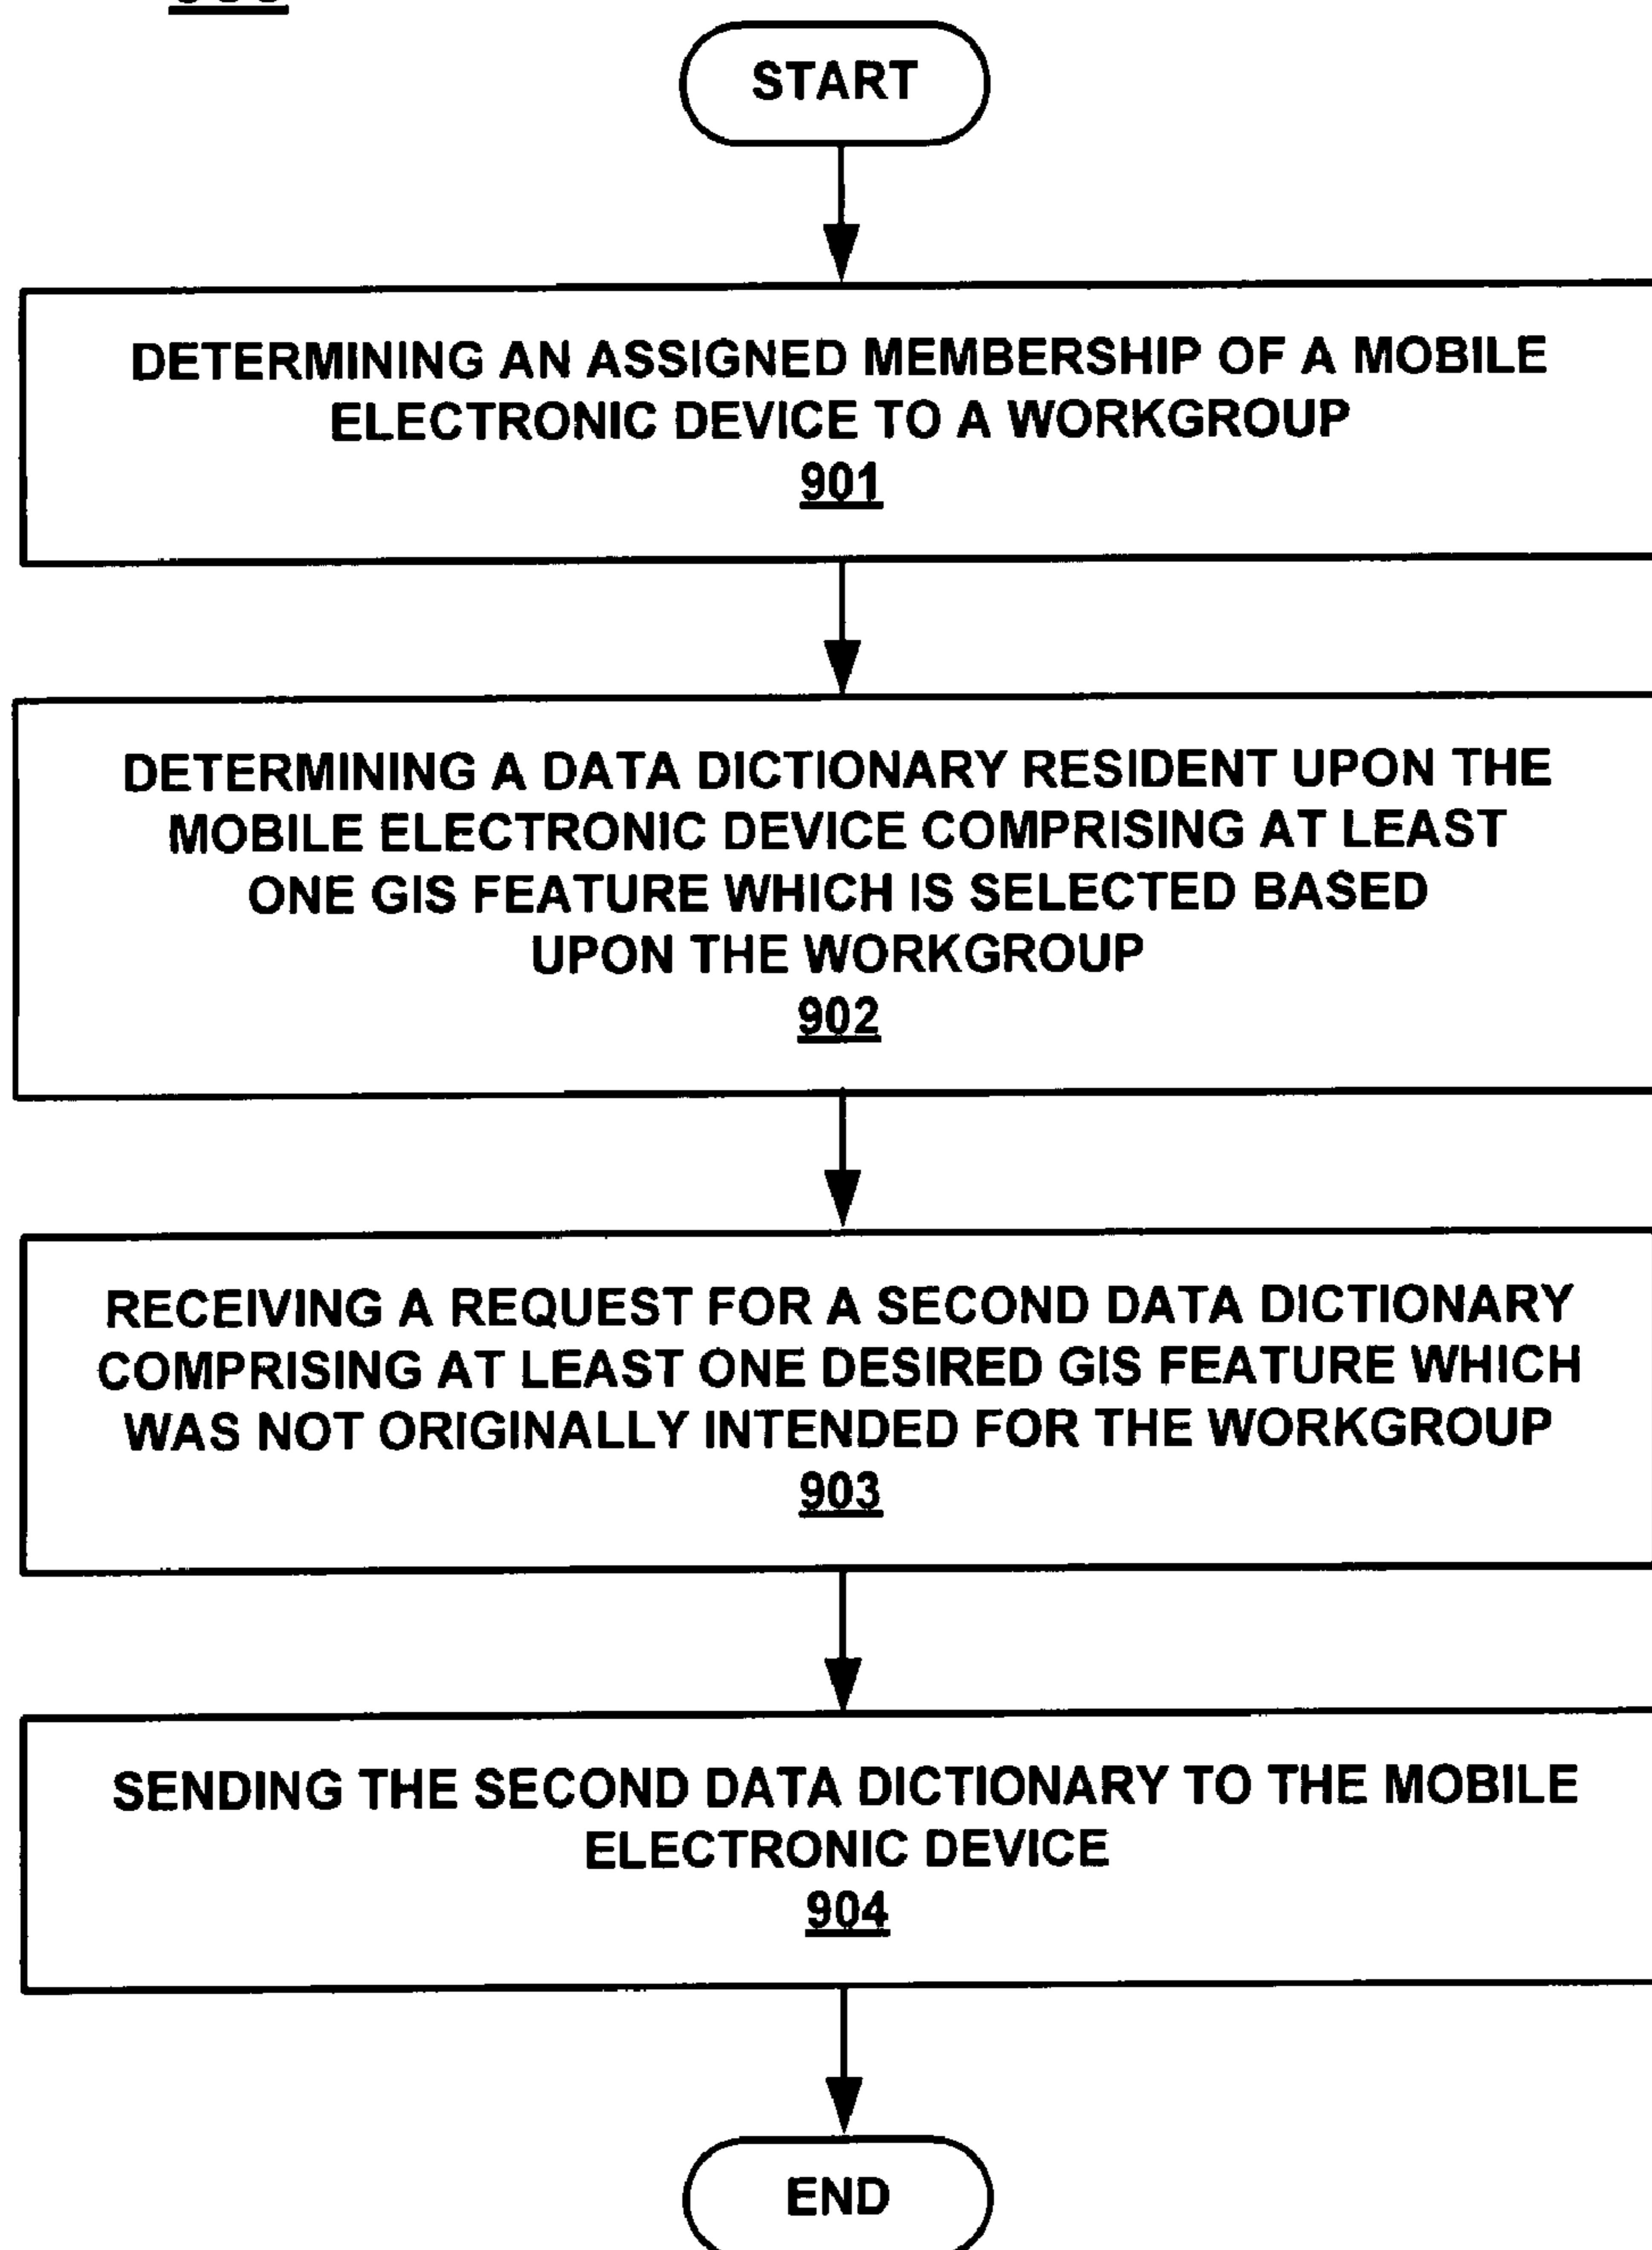 START
DETERMINING AN ASSIGNED MEMBERSHIP OF A MOBILE
ELECTRONIC DEVICE TO A WORKGROUP
901
DETERMINING A DATA DICTIONARY RESIDENT UPON THE
MOBILE ELECTRONIC DEVICE COMPRISING AT LEAST
ONE GIS FEATURE WHICH IS SELECTED BASED
UPON THE WORKGROUP
902
RECEIVING A REQUEST FOR A SECOND DATA DICTIONARY
COMPRISING AT LEAST ONE DESIRED GIS FEATURE WHICH
WAS NOT ORIGINALLY INTENDED FOR THE WORKGROUP
903
SENDING THE SECOND DATA DICTIONARY TO THE MOBILE
ELECTRONIC DEVICE
904
END